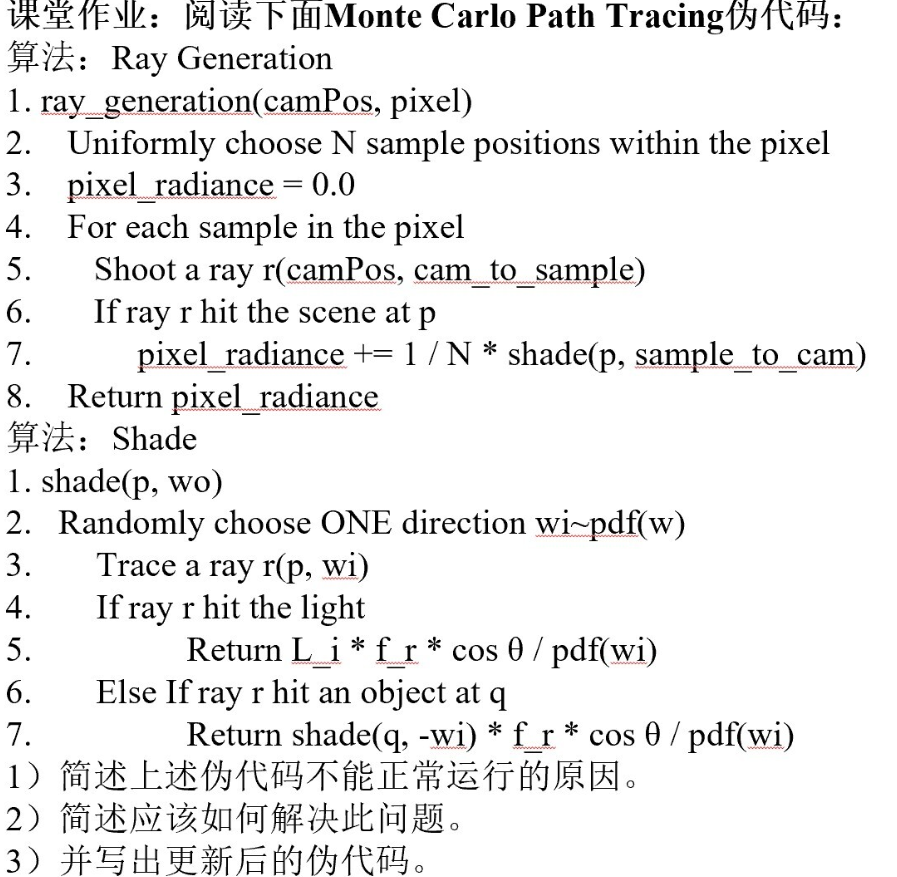 课堂作业：阅读下面Monte Carlo Path Tracing伪代码：
算法：Ray Generation
1. ray_generation(camPos, pixel)
2. Uniformly choose N sample positions within the pixel
3. pixel_radiance = 0.0
4. For each sample in the pixel
5. Shoot a ray r(camPos, cam_to_sample)
6. If ray r hit the scene at p
7. pixel_radiance += 1 / N * shade(p, sample_to_cam)
8. Return pixel_radiance
算法：Shade
1. shade(p, wo)
2. Randomly choose ONE direction wi~pdf(w)
3. Trace a ray r(p, wi)
4. If ray r hit the light
5. Return L_i * f_r * cos θ / pdf(wi)
6. Else If ray r hit an object at q
7. Return shade(q, -wi) * f_r * cos θ / pdf(wi)
1）简述上述伪代码不能正常运行的原因。
2）简述应该如何解决此问题。
3）并写出更新后的伪代码。